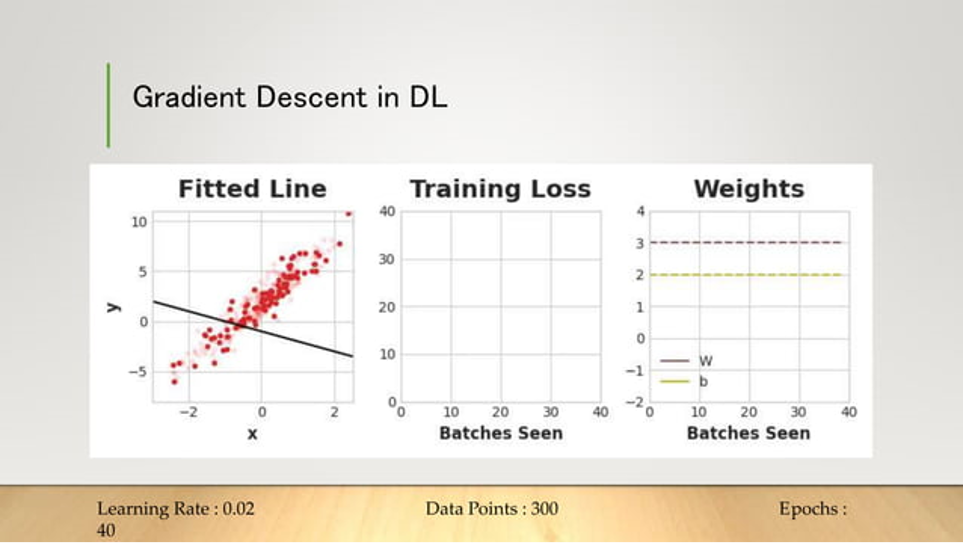 Gradient Descent in DL
Fitted Line
10
5
0
−5
y
−2 0 2
x
Training Loss
40
30
20
10
0
0 10 20 30 40
Batches Seen
Weights
4
3
2
1
0
−1
−2
W
b
0 10 20 30 40
Batches Seen
Learning Rate : 0.02 Data Points : 300 Epochs :
40